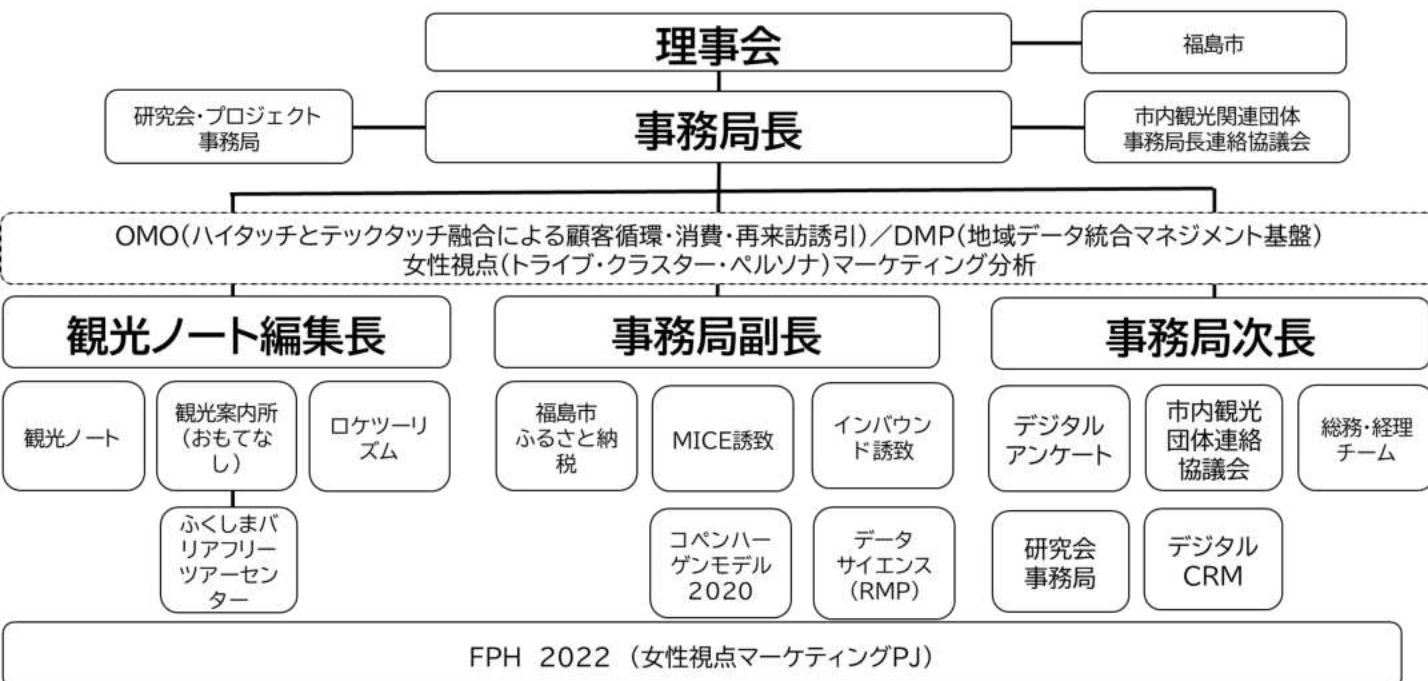 理事会
福島市
研究会・プロジェクト
事務局
事務局長
市内観光関連団体
事務局長連絡協議会
OMO(ハイタッチとテックタッチ融合による顧客循環・消費・再来訪誘引)／DMP(地域データ統合マネジメント基盤)
女性視点(トライブ・クラスター・ペルソナ)マーケティング分析
観光ノート編集長
事務局副長
事務局次長
観光ノート
観光案内所
(おもてな
し)
ロケツーリ
ズム
福島市
ふるさと納
税
MICE誘致
インバウン
ド誘致
デジタル
アンケート
市内観光
団体連絡
協議会
総務・経理
チーム
ふくしまバ
リアフリー
ツアーセン
ター
コペンハー
ゲンモデル
2020
データ
サイエンス
(RMP)
研究会
事務局
デジタル
CRM
FPH 2022 (女性視点マーケティングPJ)